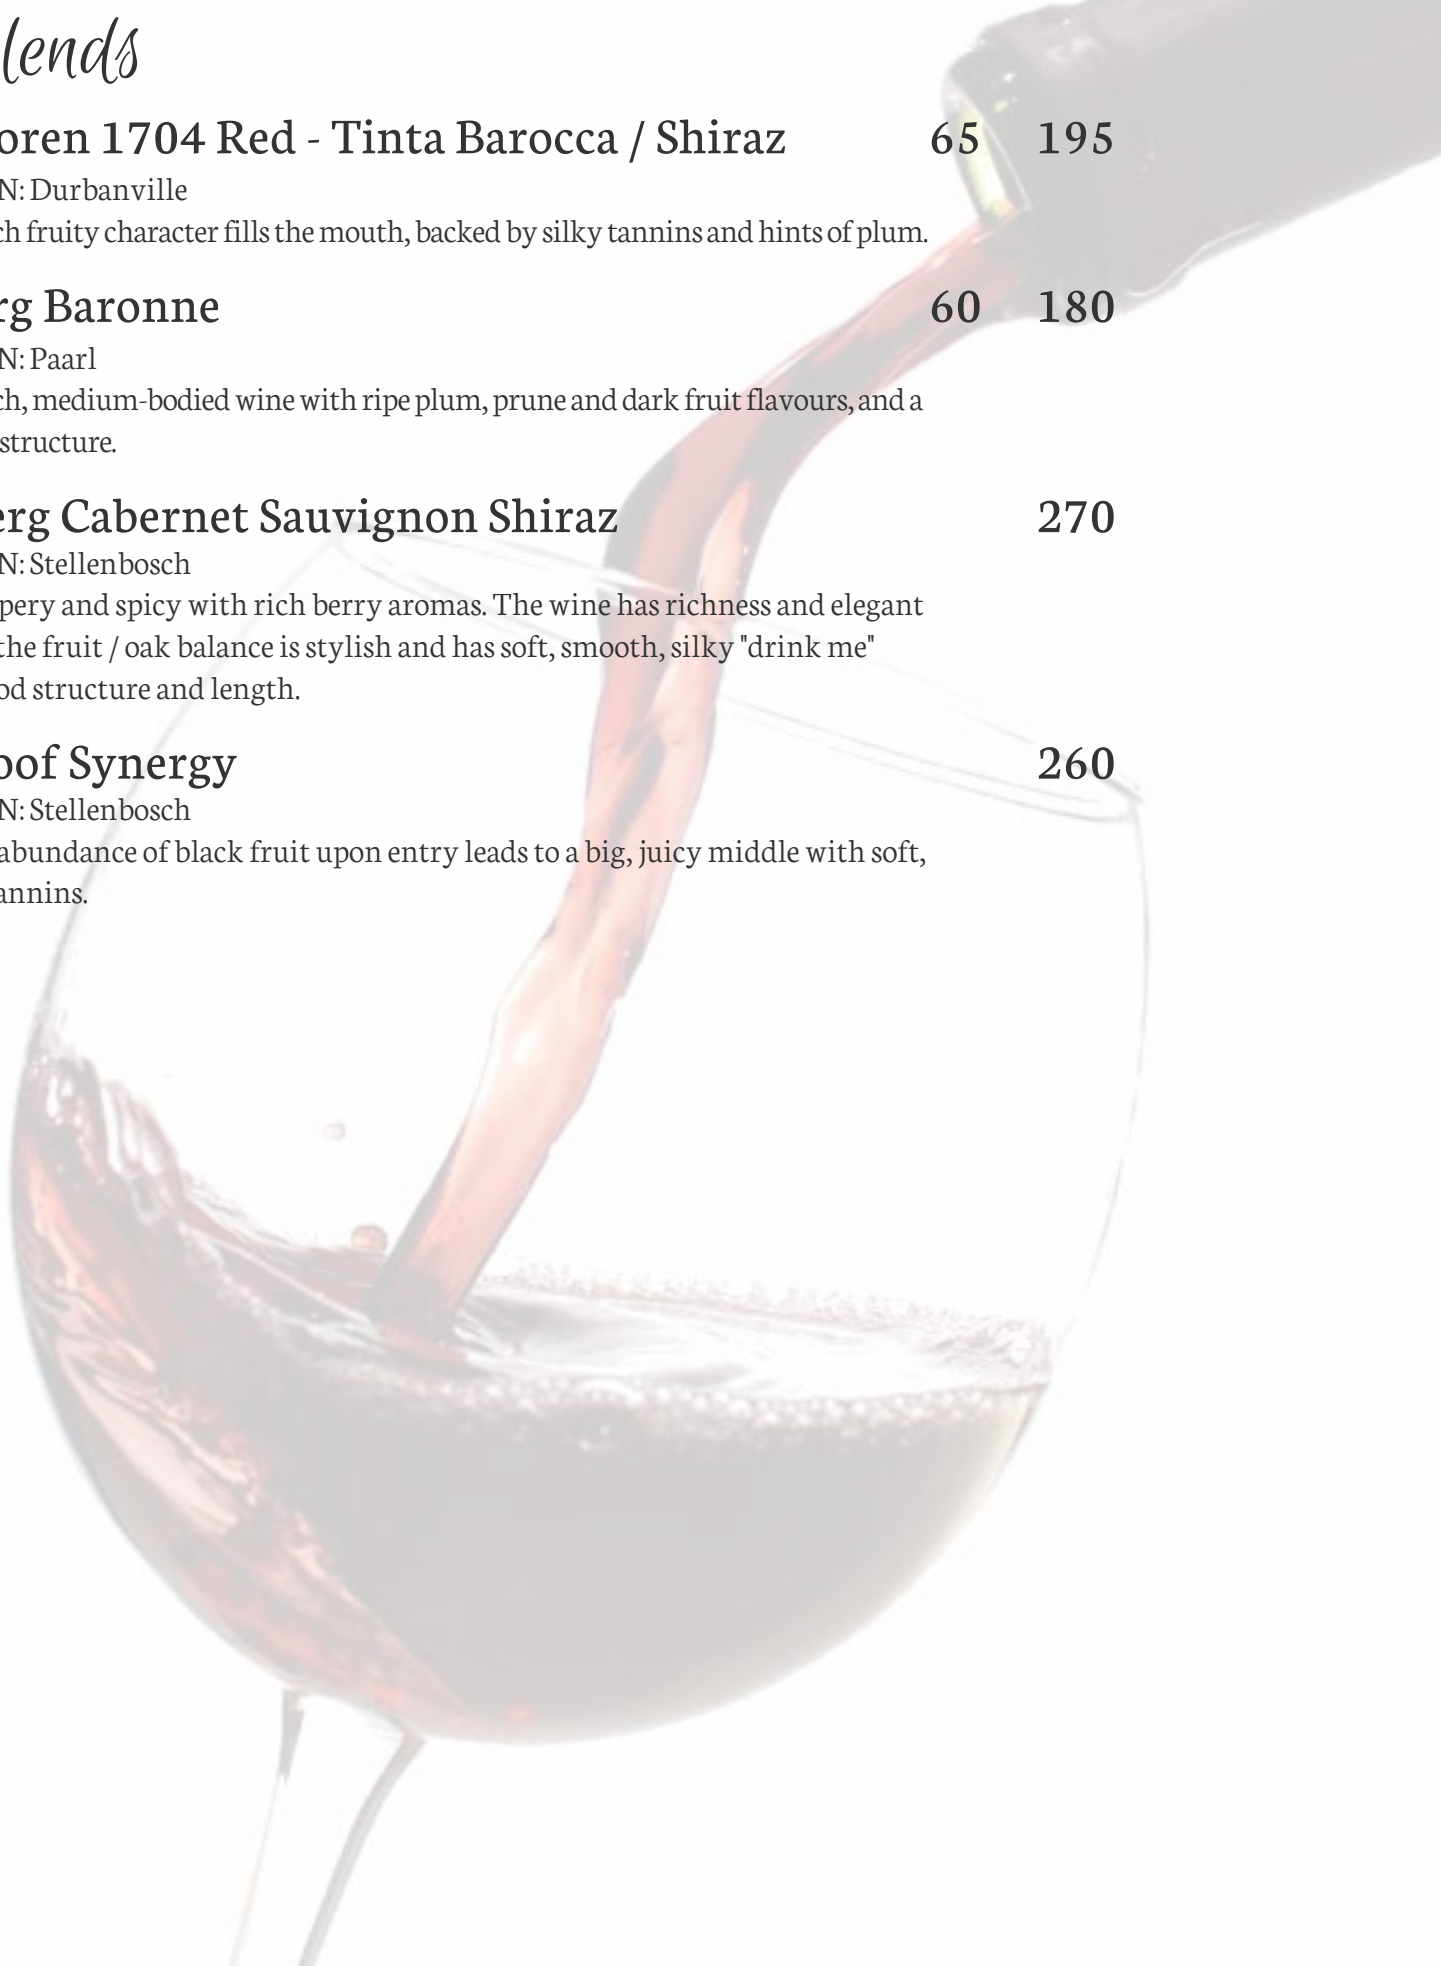 lends
oren 1704 Red - Tinta Barocca / Shiraz 65 195
N: Durbanville
ch fruity character fills the mouth, backed by silky tannins and hints of plum.
rg Baronne 60 180
N: Paarl
ch, medium-bodied wine with ripe plum, prune and dark fruit flavours, and a
structure.
erg Cabernet Sauvignon Shiraz 270
N: Stellenbosch
pery and spicy with rich berry aromas. The wine has richness and elegant
the fruit / oak balance is stylish and has soft, smooth, silky "drink me"
od structure and length.
oof Synergy 260
N: Stellenbosch
abundance of black fruit upon entry leads to a big, juicy middle with soft,
annins.